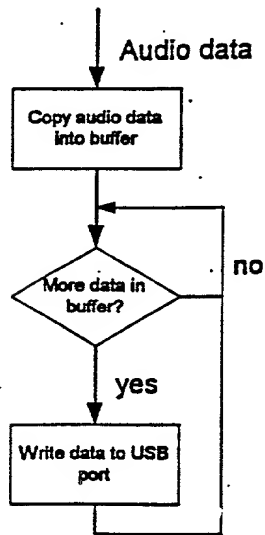 Audio data
Copy audio data
into buffer
More data in
buffer?
no
yes
Write data to USB
port